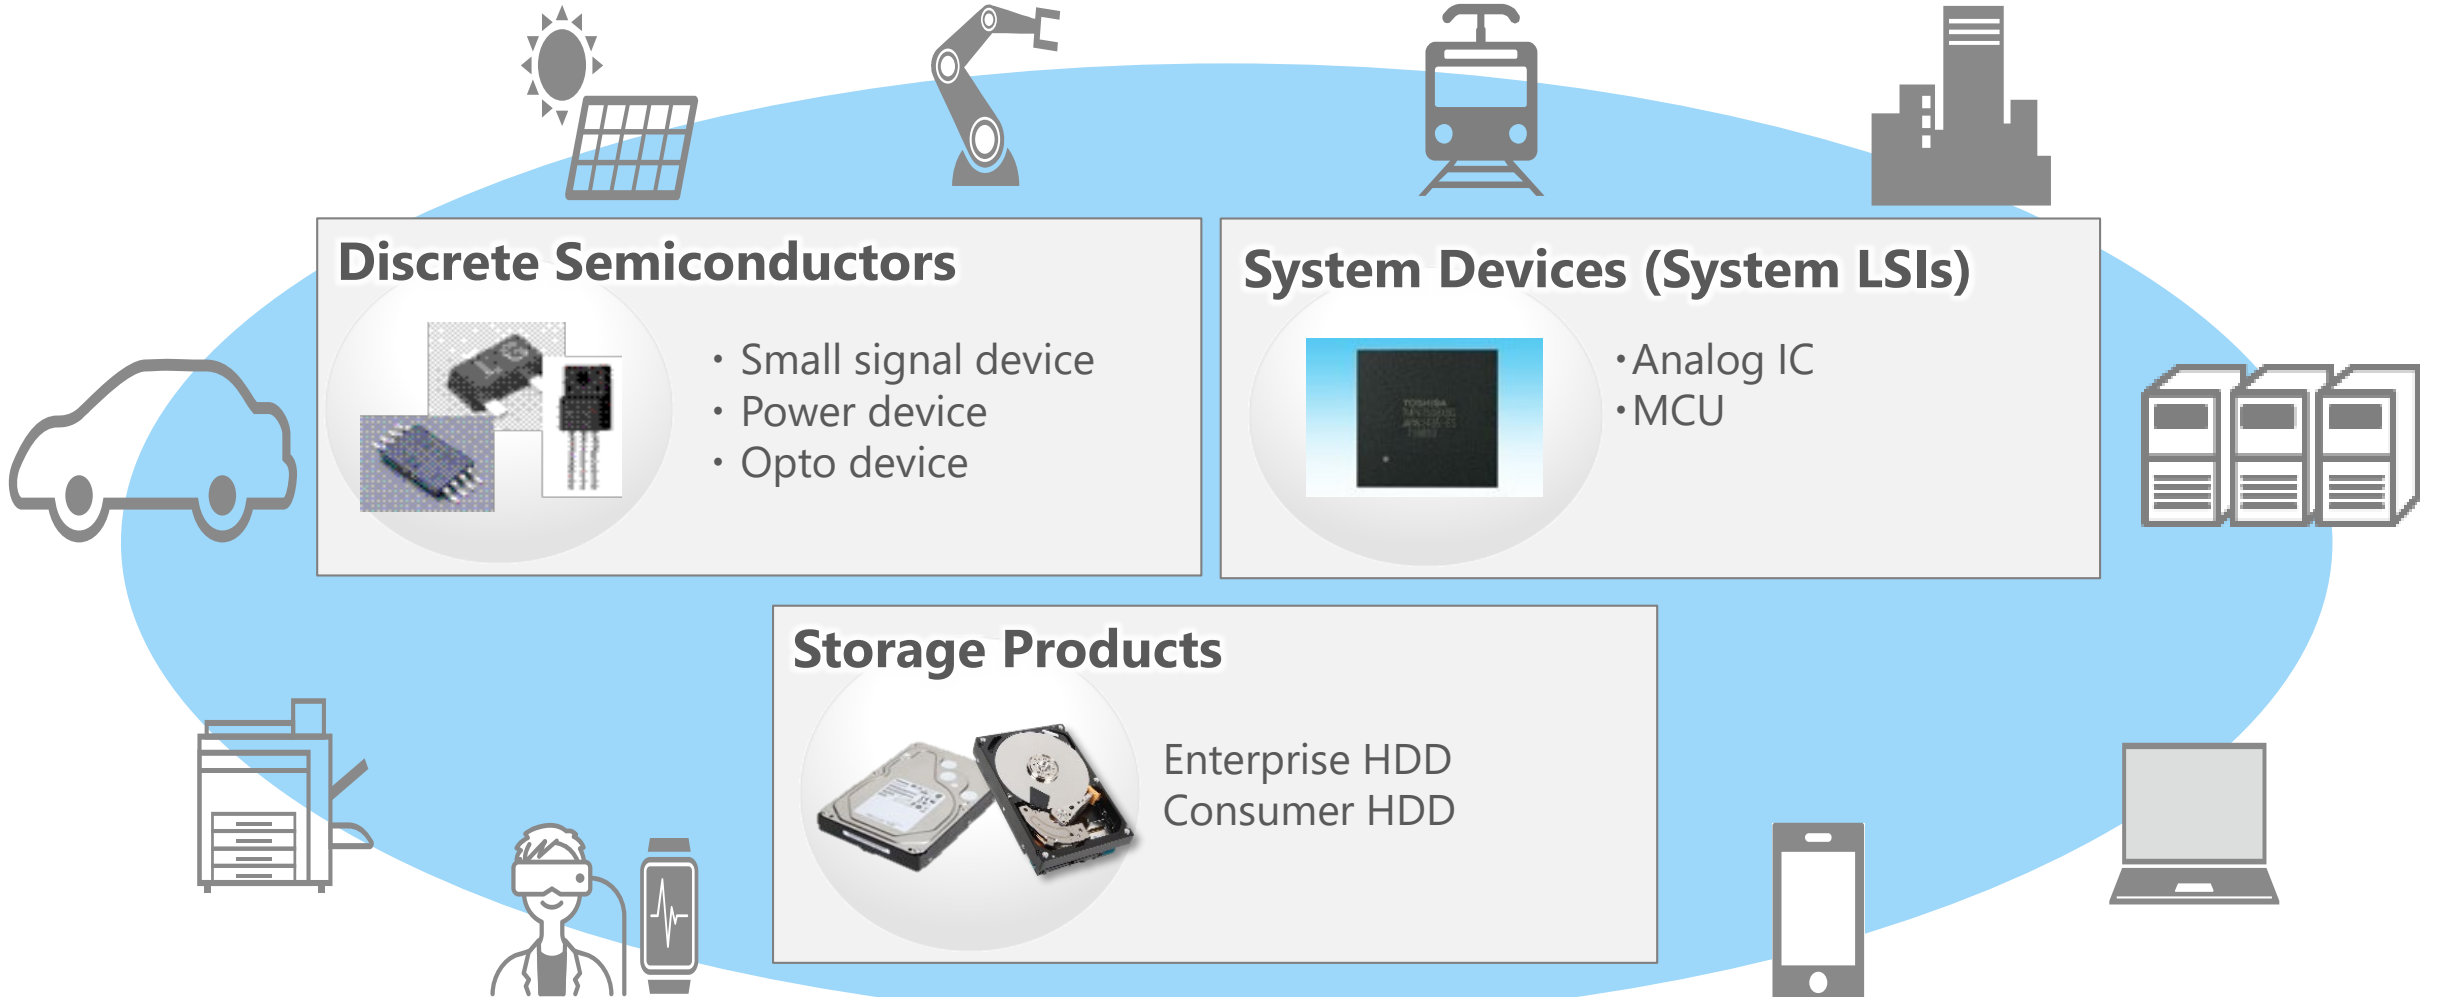 Discrete Semiconductors
・ Small signal device
・ Power device
・ Opto device
System Devices (System LSIs)
・Analog IC
・MCU
TOSHIBA
Storage Products
Enterprise HDD
Consumer HDD